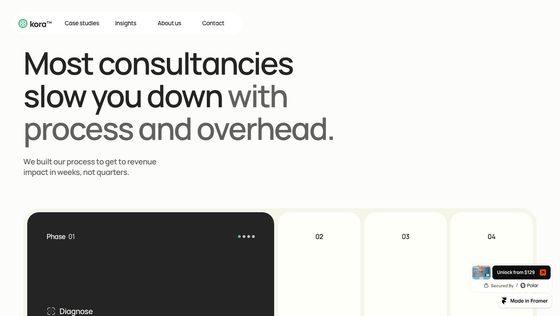 kora™
Case studies
Insights
About us
Contact
Most consultancies
slow you down with
process and overhead.
We built our process to get to revenue
impact in weeks, not quarters.
Phase 01
02
03
04
Diagnose
Unlock from $129
Secured By / Polar
Made in Framer